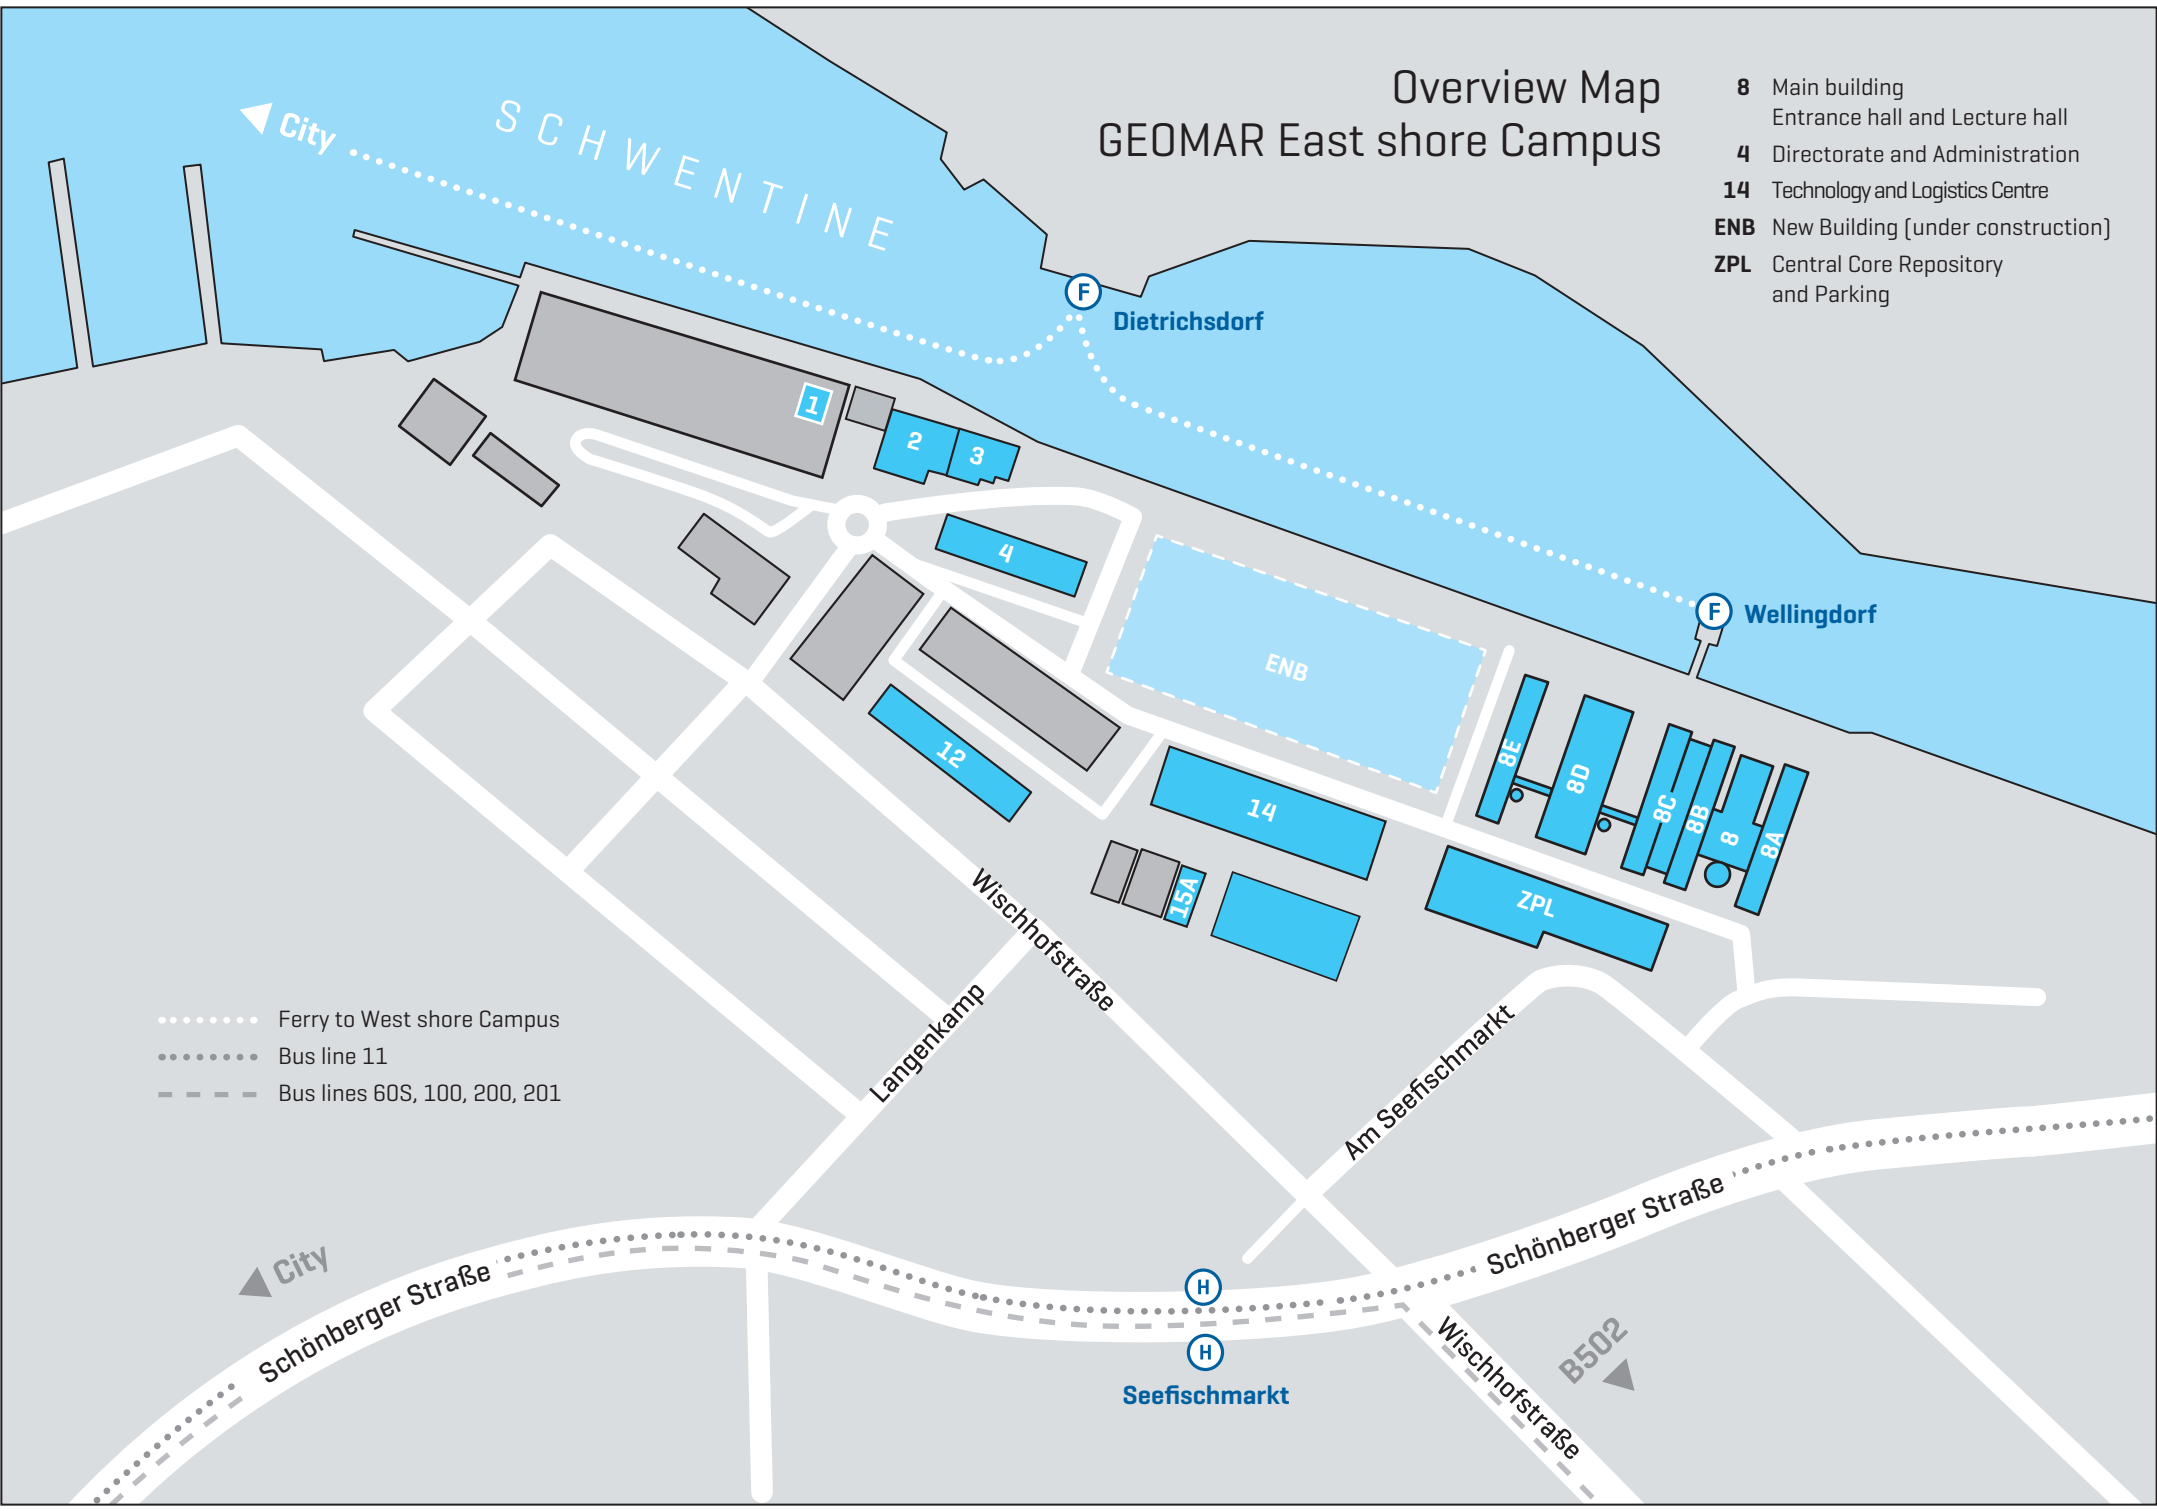 Overview Map
GEOMAR East shore Campus
8 Main building
Entrance hall and Lecture hall
4 Directorate and Administration
14 Technology and Logistics Centre
ENB New Building (under construction)
ZPL Central Core Repository
and Parking
City
SCHWENTINE
F
Dietrichsdorf
1
2
3
4
F
Wellingdorf
ENB
12
14
15A
8E
8D
8C
8B
8
8A
ZPL
Wischhofstraße
Langenkamp
Am Seefischmarkt
Ferry to West shore Campus
Bus line 11
Bus lines 60S, 100, 200, 201
City
Schönberger Straße
Schönberger Straße
H
H
Seefischmarkt
Wischhofstraße
B502